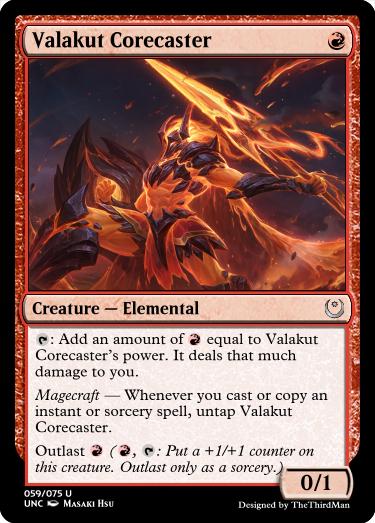 Valakut Corecaster
Creature — Elemental
: Add an amount of equal to Valakut
Corecaster's power. It deals that much
damage to you.
Magecraft — Whenever you cast or copy an
instant or sorcery spell, untap Valakut
Corecaster.
Outlast ( , : Put a +1/+1 counter on
this creature. Outlast only as a sorcery.)
0/1
059/075 U
UNC Masaki Hsu
Designed by TheThirdMan